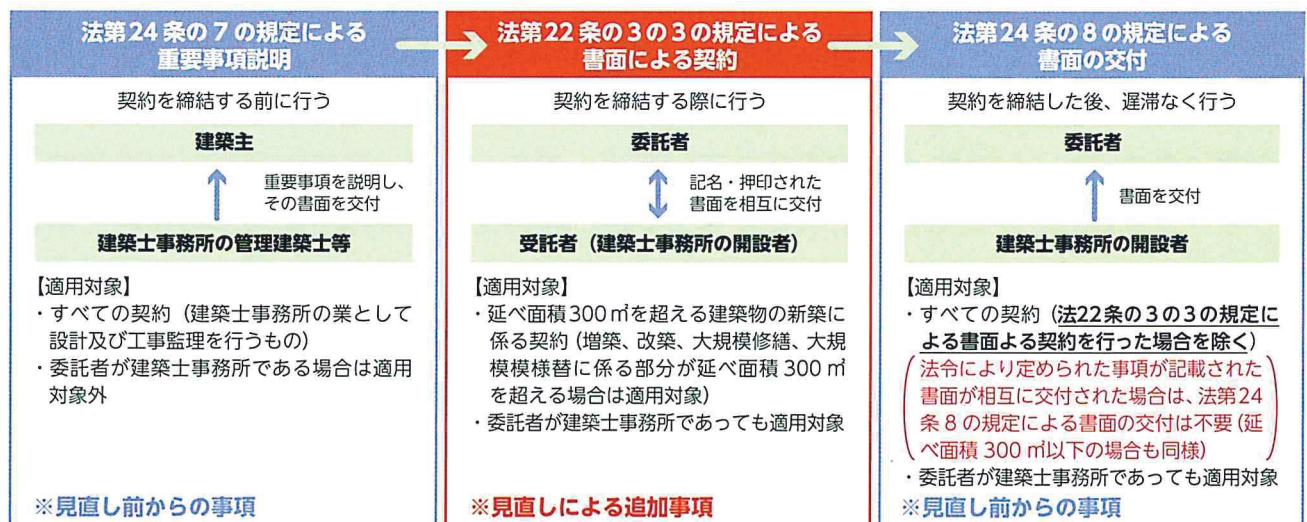 法第24条の7の規定による
重要事項説明
契約を締結する前に行う
建築主
重要事項を説明し、
その書面を交付
建築士事務所の管理建築士等
【適用対象】
・すべての契約（建築士事務所の業として
設計及び工事監理を行うもの）
・委託者が建築士事務所である場合は適用
対象外
※見直し前からの事項
法第22条の3の3の規定による
書面による契約
契約を締結する際に行う
委託者
記名・押印された
書面を相互に交付
受託者（建築士事務所の開設者）
【適用対象】
・延べ面積300㎡を超える建築物の新築に
係る契約（増築、改築、大規模修繕、大規
模模様替に係る部分が延べ面積300㎡
を超える場合は適用対象）
・委託者が建築士事務所であっても適用対象
※見直しによる追加事項
法第24条の8の規定による
書面の交付
契約を締結した後、遅滞なく行う
委託者
書面を交付
建築士事務所の開設者
【適用対象】
・すべての契約（法22条の3の3の規定に
よる書面よる契約を行った場合を除く）
法令により定められた事項が記載された
書面が相互に交付された場合は、法第24
条8の規定による書面の交付は不要（延
べ面積300㎡以下の場合も同様）
・委託者が建築士事務所であっても適用対象
※見直し前からの事項